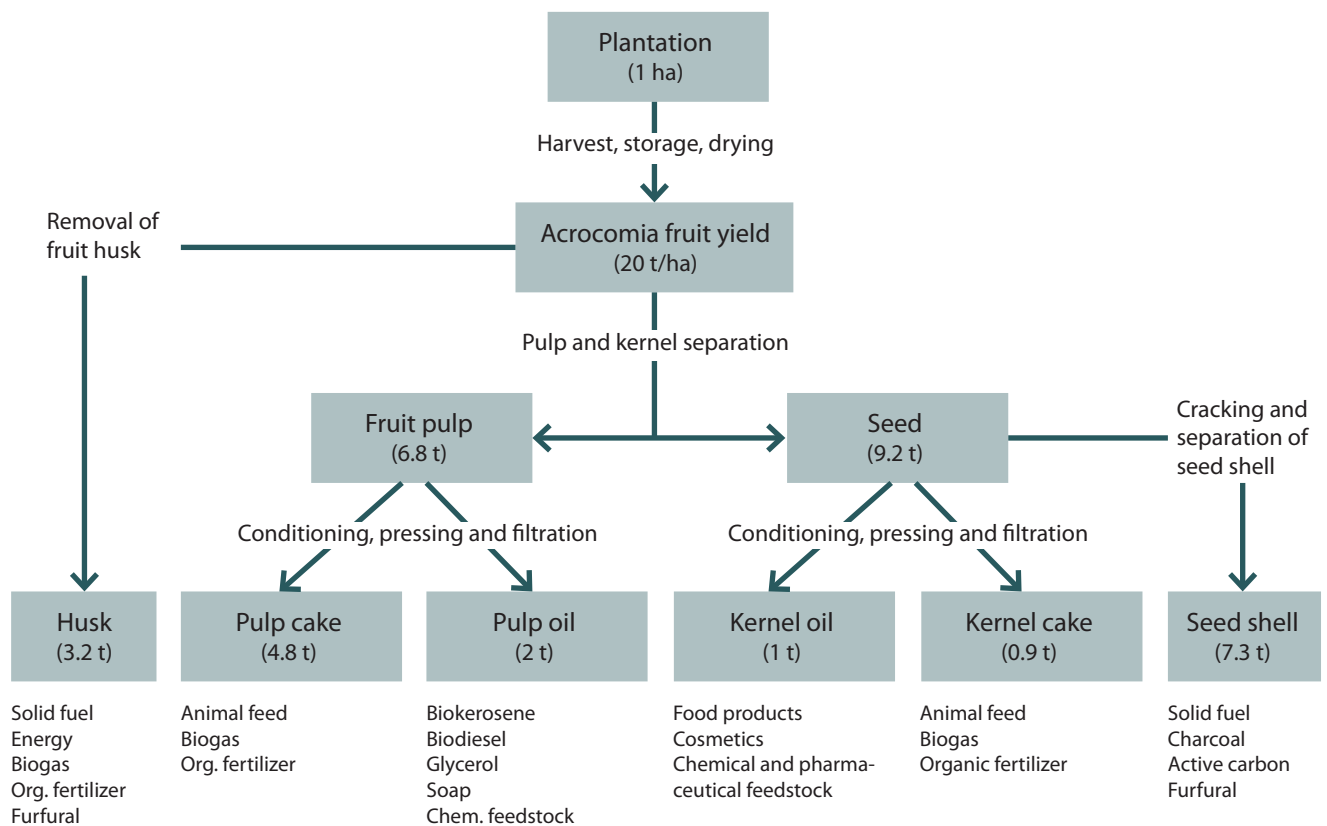 Plantation
(1 ha)
Harvest, storage, drying
Removal of
fruit husk
Acrocomia fruit yield
(20 t/ha)
Pulp and kernel separation
Fruit pulp
(6.8 t)
Seed
(9.2 t)
Cracking and
separation of
seed shell
Conditioning, pressing and filtration
Conditioning, pressing and filtration
Husk
(3.2 t)
Pulp cake
(4.8 t)
Pulp oil
(2 t)
Kernel oil
(1 t)
Kernel cake
(0.9 t)
Seed shell
(7.3 t)
Solid fuel
Energy
Biogas
Org. fertilizer
Furfural
Animal feed
Biogas
Org. fertilizer
Biokerosene
Biodiesel
Glycerol
Soap
Chem. feedstock
Food products
Cosmetics
Chemical and pharma-
ceutical feedstock
Animal feed
Biogas
Organic fertilizer
Solid fuel
Charcoal
Active carbon
Furfural